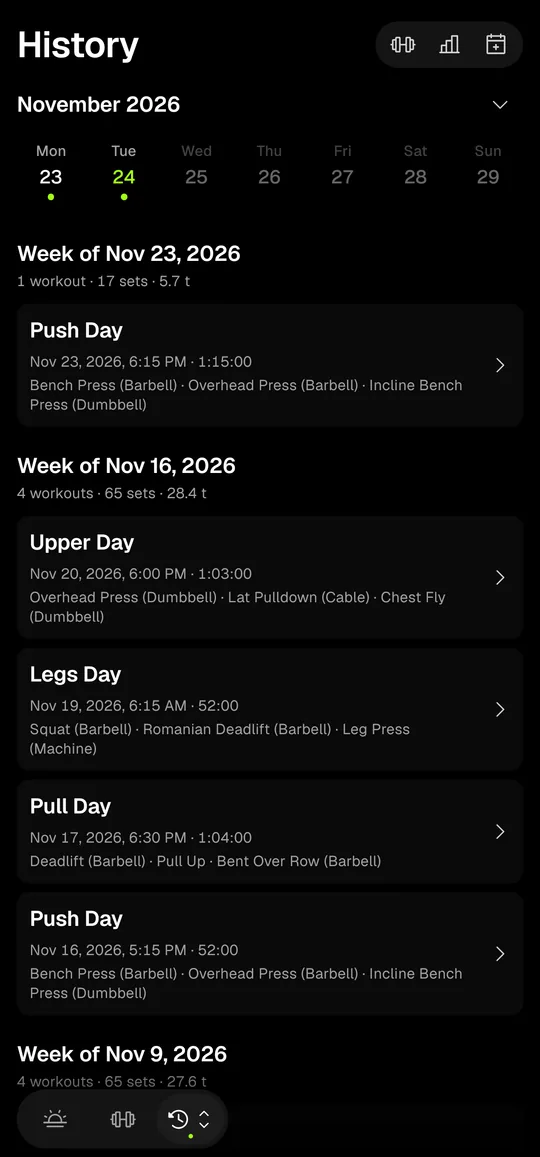 History
November 2026
Mon Tue Wed Thu Fri Sat Sun
23 24 25 26 27 28 29
Week of Nov 23, 2026
1 workout · 17 sets · 5.7 t
Push Day
Nov 23, 2026, 6:15 PM · 1:15:00
Bench Press (Barbell) · Overhead Press (Barbell) · Incline Bench
Press (Dumbbell)
Week of Nov 16, 2026
4 workouts · 65 sets · 28.4 t
Upper Day
Nov 20, 2026, 6:00 PM · 1:03:00
Overhead Press (Dumbbell) · Lat Pulldown (Cable) · Chest Fly
(Dumbbell)
Legs Day
Nov 19, 2026, 6:15 AM · 52:00
Squat (Barbell) · Romanian Deadlift (Barbell) · Leg Press
(Machine)
Pull Day
Nov 17, 2026, 6:30 PM · 1:04:00
Deadlift (Barbell) · Pull Up · Bent Over Row (Barbell)
Push Day
Nov 16, 2026, 5:15 PM · 52:00
Bench Press (Barbell) · Overhead Press (Barbell) · Incline Bench
Press (Dumbbell)
Week of Nov 9, 2026
4 workouts · 65 sets · 27.6 t